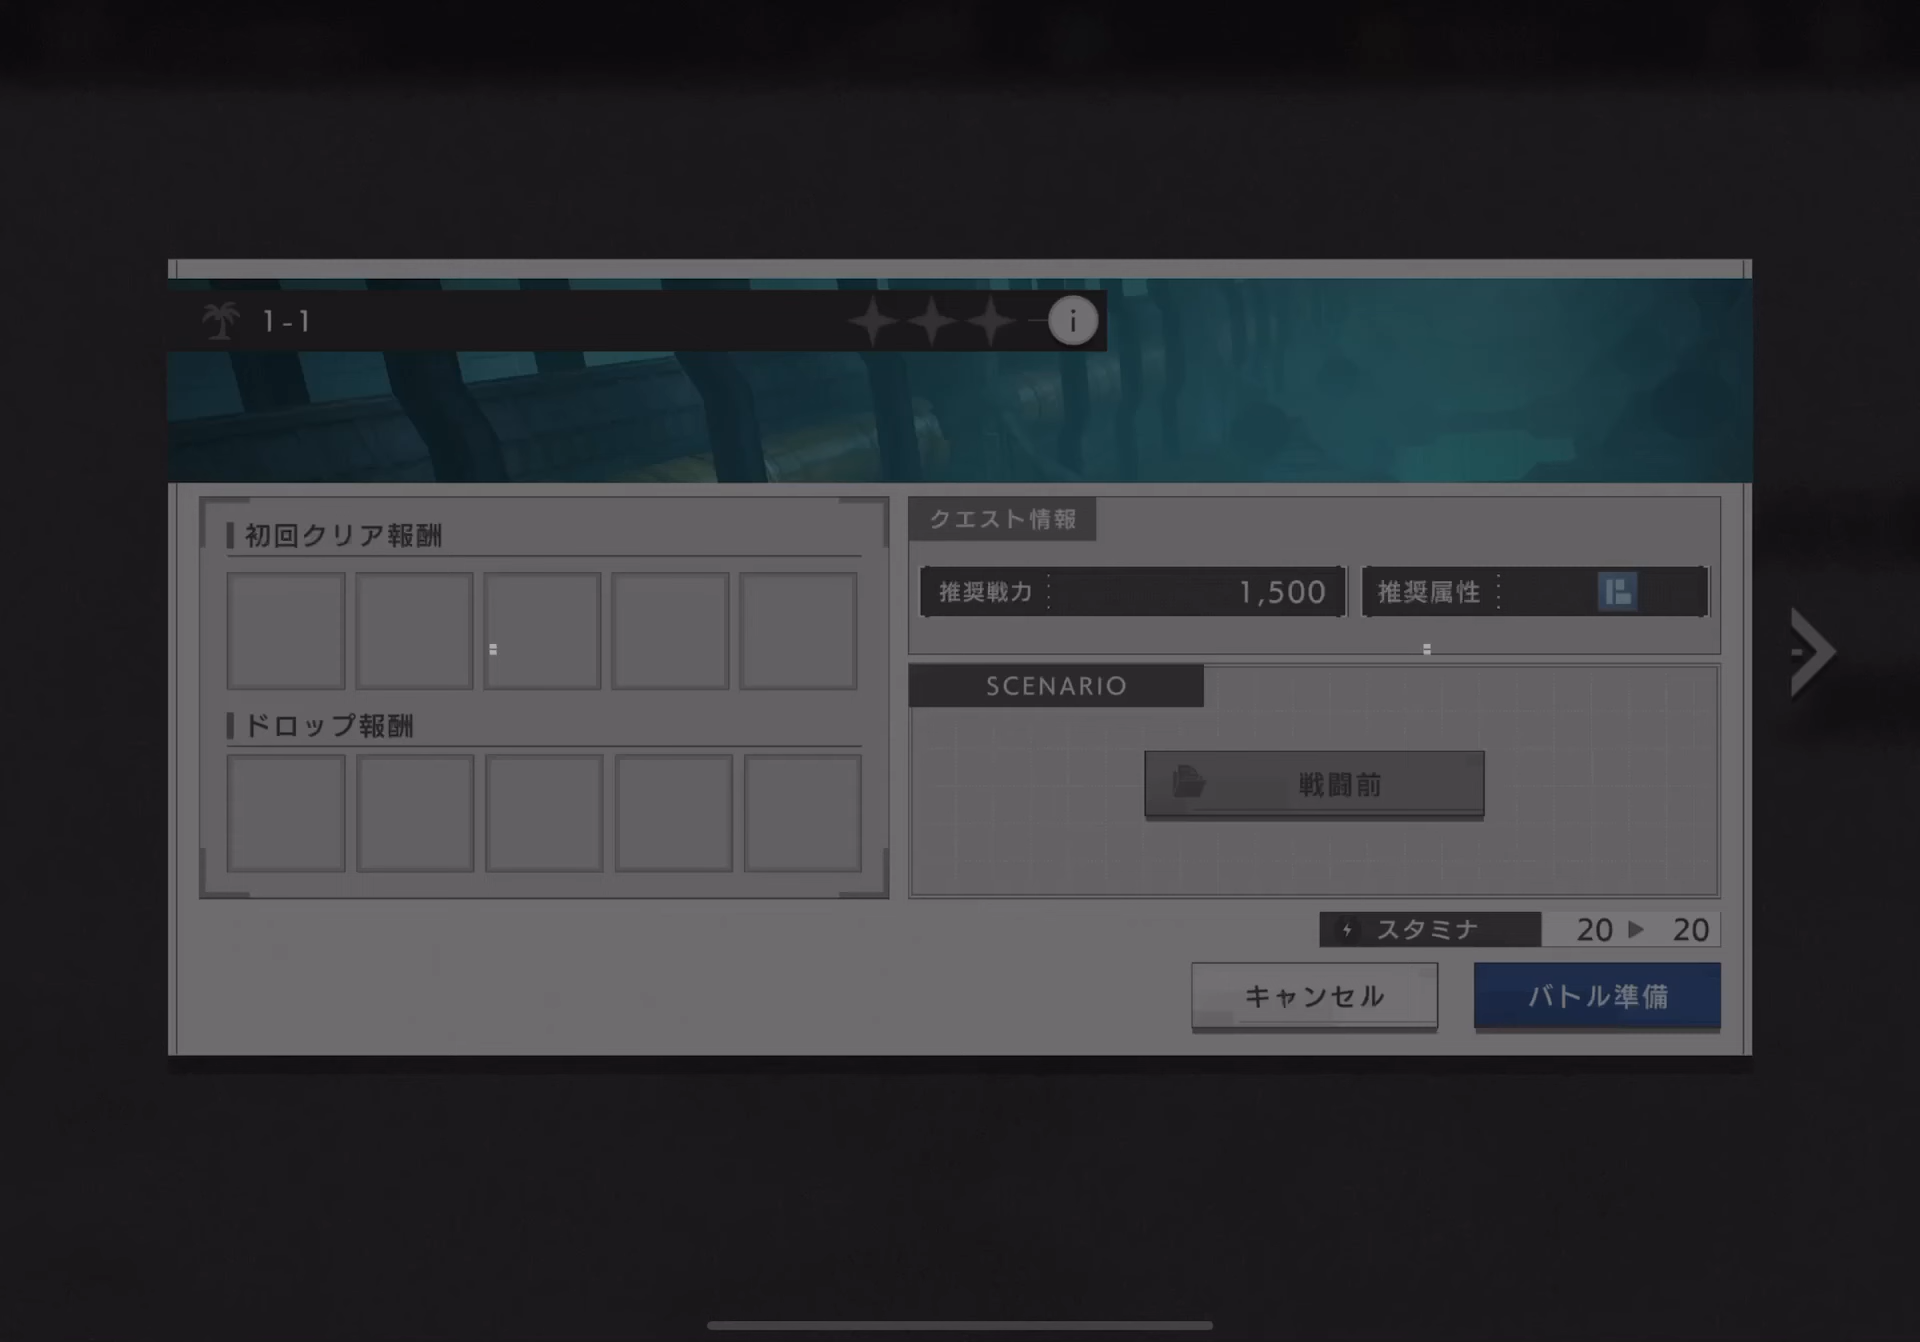 1-1
i
初回クリア報酬
ドロップ報酬
クエスト情報
推奨戦力 1,500
推奨属性
SCENARIO
戦闘前
スタミナ 20 ▶ 20
キャンセル
バトル準備